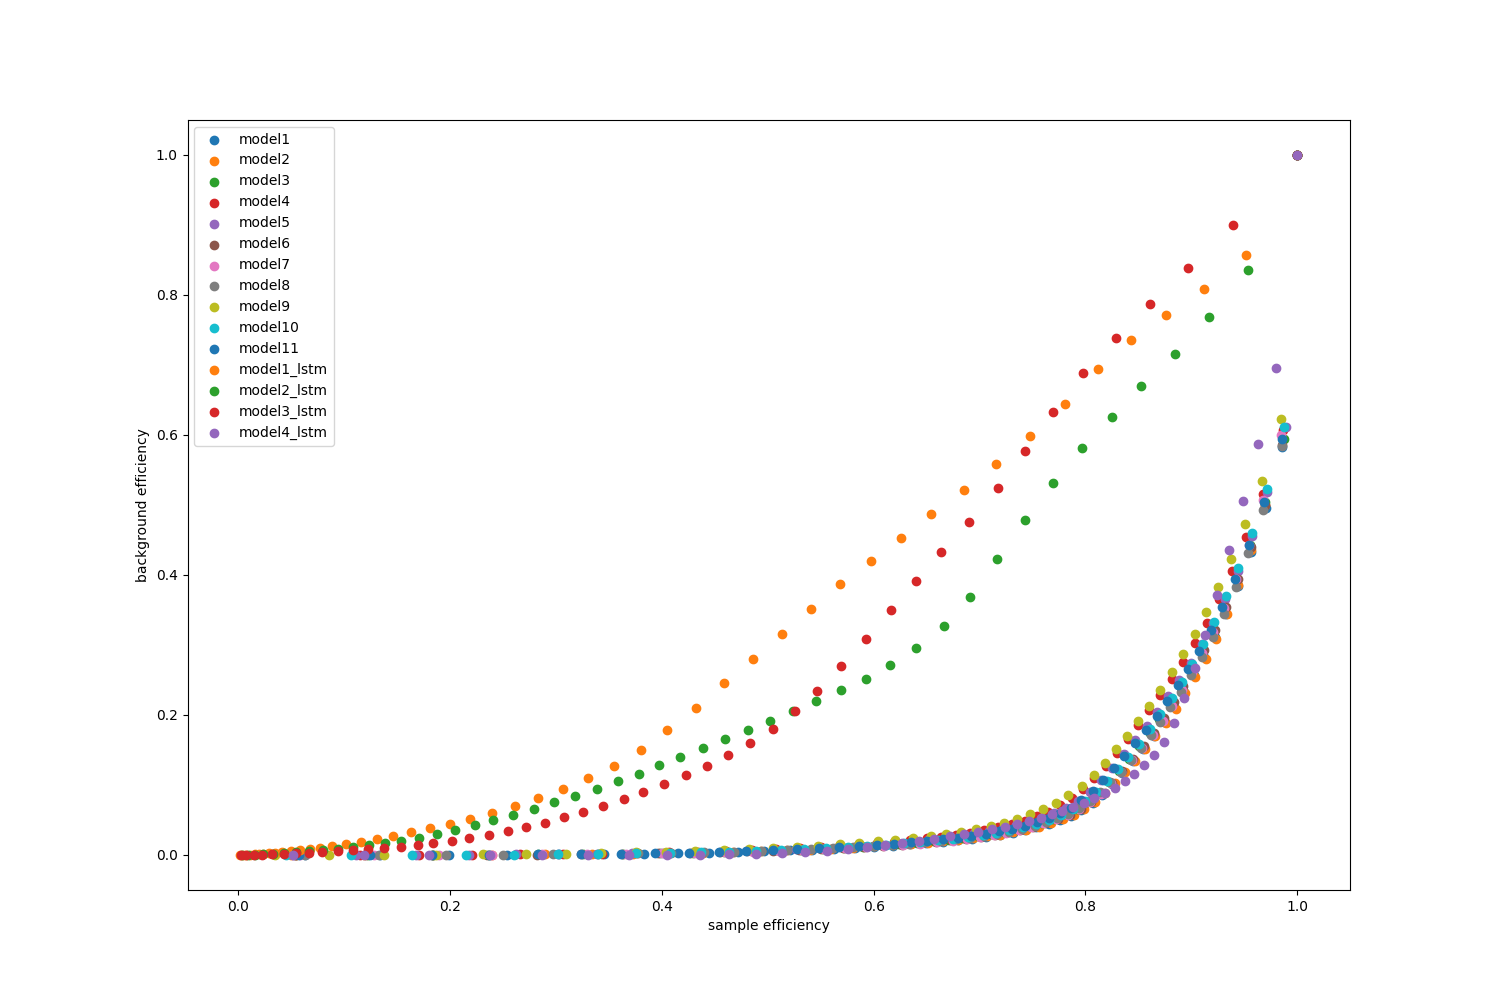 model1
model2
model3
model4
model5
model6
model7
model8
model9
model10
model11
model1_lstm
model2_lstm
model3_lstm
model4_lstm
1.0
0.8
0.6
0.4
0.2
0.0
background efficiency
0.0 0.2 0.4 0.6 0.8 1.0
sample efficiency